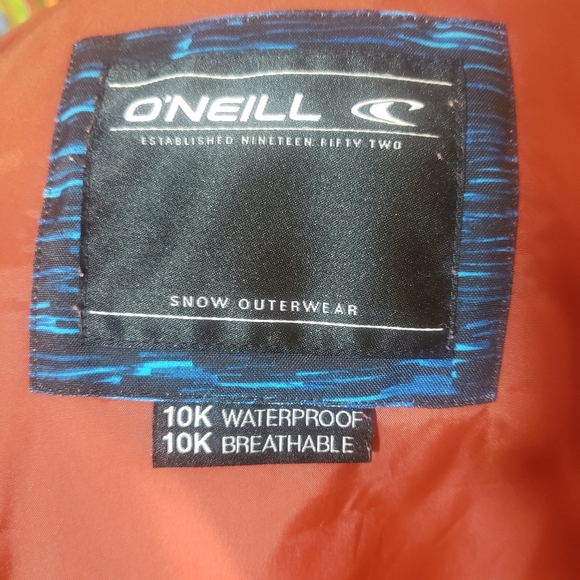 O'NEILL
ESTABLISHED NINETEEN FIFTY TWO
SNOW OUTERWEAR
10K WATERPROOF
10K BREATHABLE